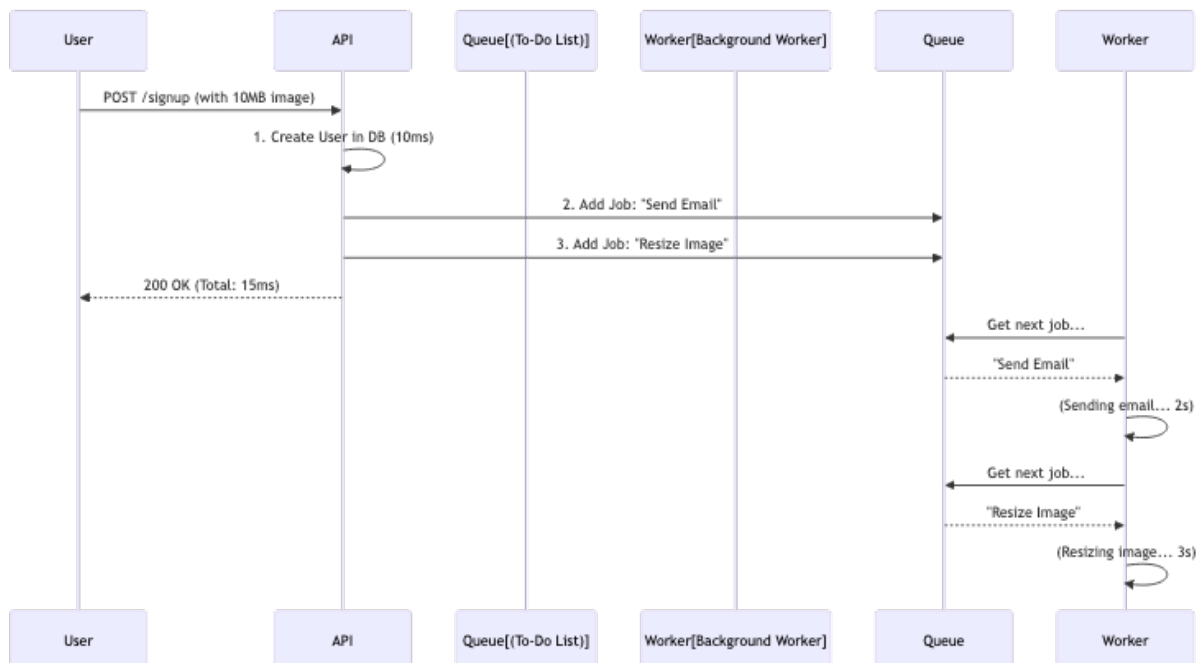 User
API
Queue[(To-Do List)]
Worker[Background Worker]
Queue
Worker
POST /signup (with 10MB image)
1. Create User in DB (10ms)
2. Add Job: "Send Email"
3. Add Job: "Resize Image"
200 OK (Total: 15ms)
Get next job...
"Send Email"
(Sending email... 2s)
Get next job...
"Resize Image"
(Resizing image... 3s)
User
API
Queue[(To-Do List)]
Worker[Background Worker]
Queue
Worker